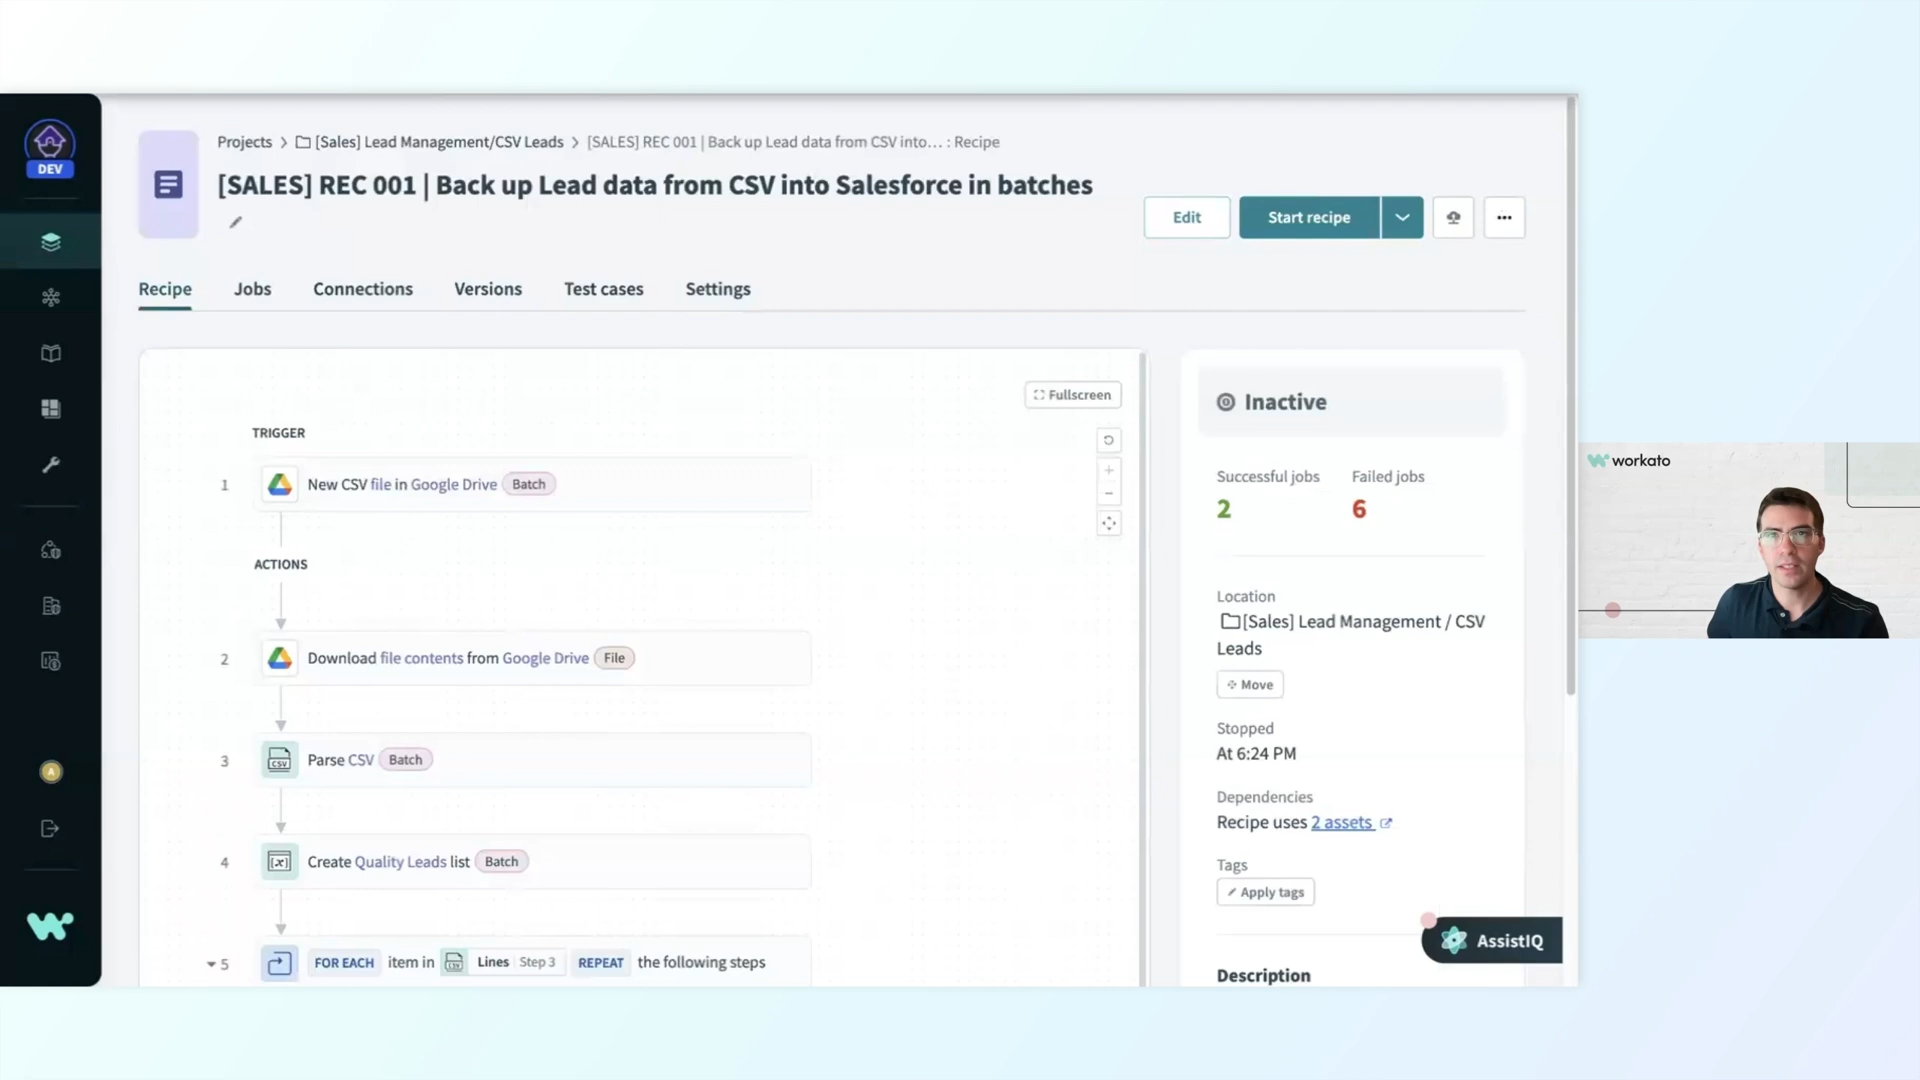 DEV
Projects > [Sales] Lead Management/CSV Leads > [SALES] REC 001 | Back up Lead data from CSV into… : Recipe
[SALES] REC 001 | Back up Lead data from CSV into Salesforce in batches
Edit
Start recipe
Recipe
Jobs
Connections
Versions
Test cases
Settings
Fullscreen
TRIGGER
1 New CSV file in Google Drive Batch
ACTIONS
2 Download file contents from Google Drive File
3 CSV Parse CSV Batch
4 Create Quality Leads list Batch
5 FOR EACH item in CSV Lines Step 3 REPEAT the following steps
Inactive
Successful jobs Failed jobs
2 6
Location
[Sales] Lead Management / CSV
Leads
Move
Stopped
At 6:24 PM
Dependencies
Recipe uses 2 assets
Tags
Apply tags
AssistIQ
Description
A
workato